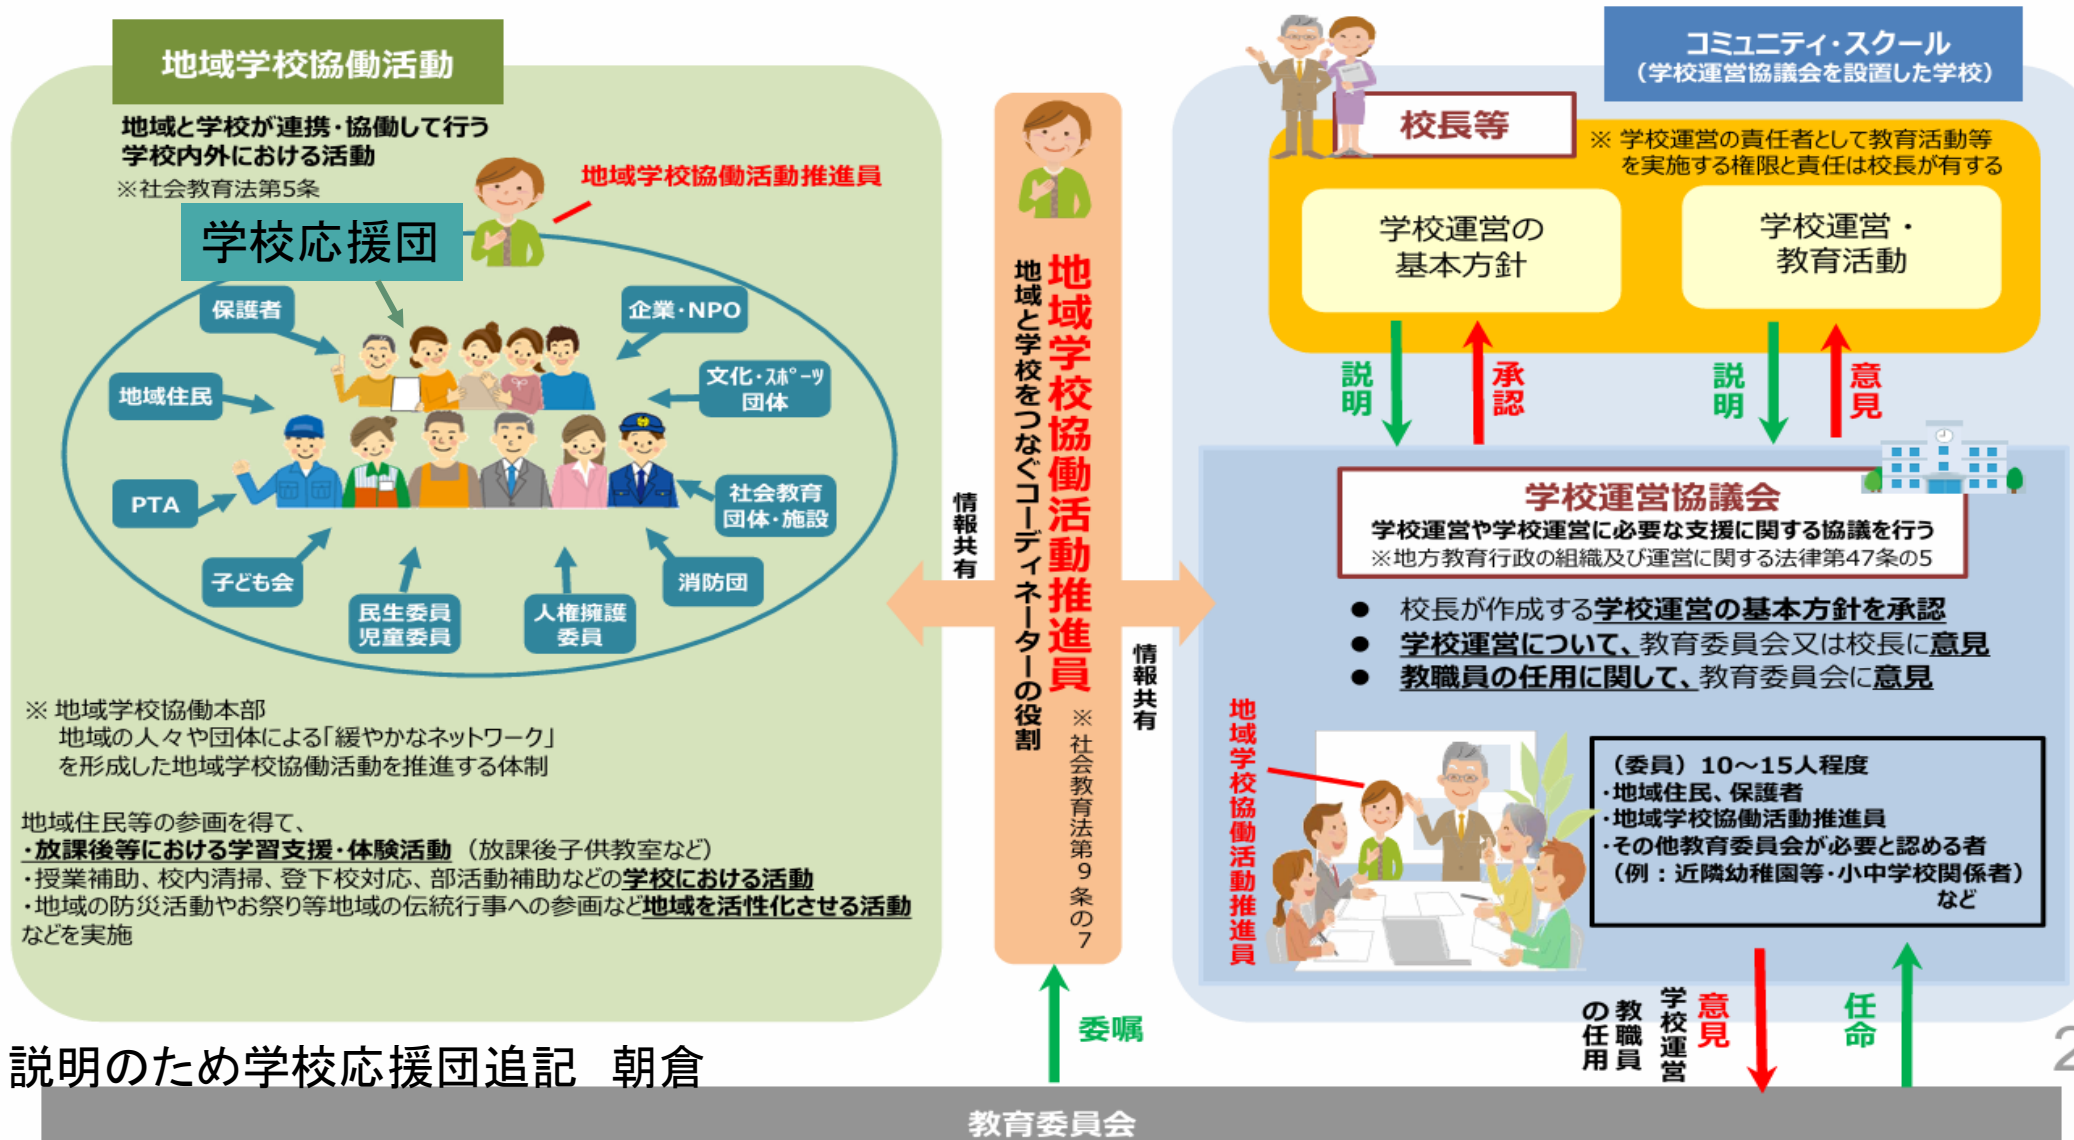 地域学校協働活動
地域と学校が連携・協働して行う
学校内外における活動
※社会教育法第5条
地域学校協働活動推進員
学校応援団
保護者
企業・NPO
地域住民
文化・スポーツ
団体
PTA
社会教育
団体・施設
子ども会
消防団
民生委員
児童委員
人権擁護
委員
※ 地域学校協働本部
地域の人々や団体による「緩やかなネットワーク」
を形成した地域学校協働活動を推進する体制
地域住民等の参画を得て、
・放課後等における学習支援・体験活動（放課後子供教室など）
・授業補助、校内清掃、登下校対応、部活動補助などの学校における活動
・地域の防災活動やお祭り等地域の伝統行事への参画など地域を活性化させる活動
などを実施
情報共有
地域学校協働活動推進員
地域と学校をつなぐコーディネーターの役割
※社会教育法第9条の7
情報共有
委嘱
コミュニティ・スクール
（学校運営協議会を設置した学校）
校長等
※ 学校運営の責任者として教育活動等
を実施する権限と責任は校長が有する
学校運営の
基本方針
学校運営・
教育活動
説明
承認
説明
意見
学校運営協議会
学校運営や学校運営に必要な支援に関する協議を行う
※地方教育行政の組織及び運営に関する法律第47条の5
● 校長が作成する学校運営の基本方針を承認
● 学校運営について、教育委員会又は校長に意見
● 教職員の任用に関して、教育委員会に意見
地域学校協働活動推進員
（委員）10～15人程度
・地域住民、保護者
・地域学校協働活動推進員
・その他教育委員会が必要と認める者
（例：近隣幼稚園等・小中学校関係者）
など
学校運営
教職員
の任用
意見
任命
説明のため学校応援団追記　朝倉
2
教育委員会